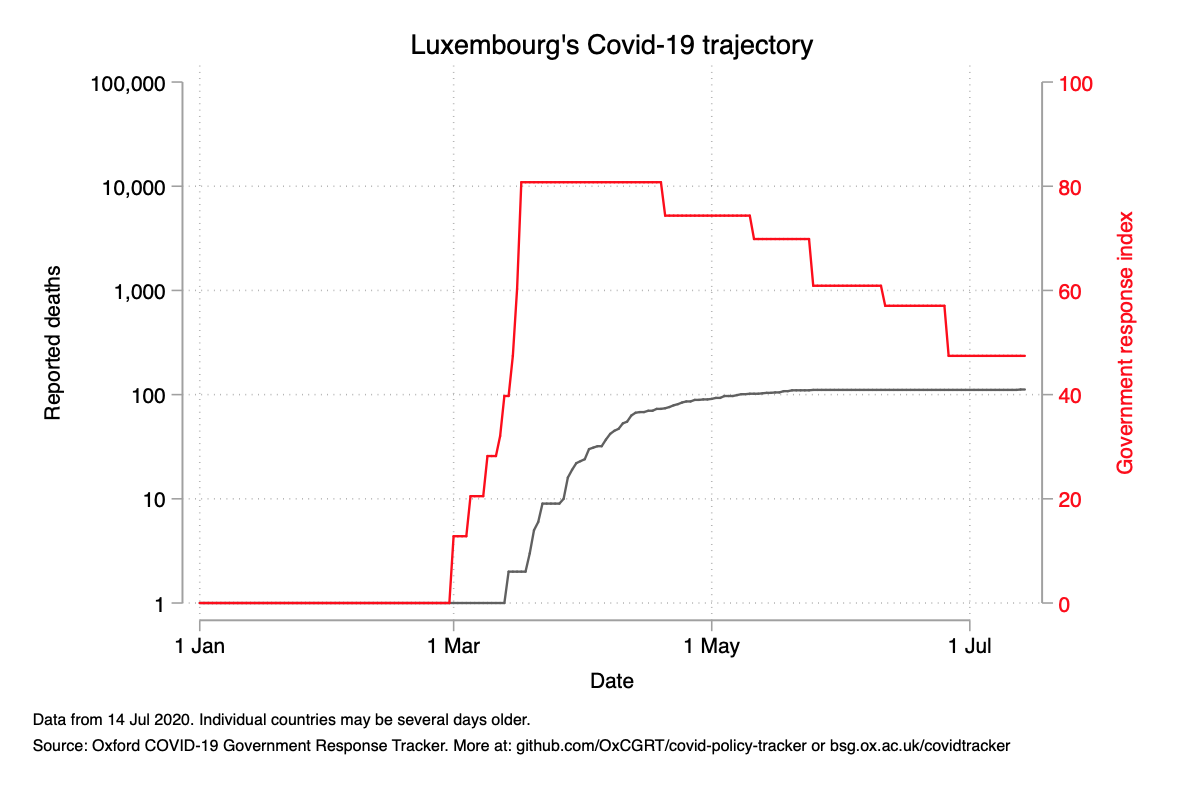 Luxembourg's Covid-19 trajectory
100,000
10,000
1,000
100
10
1
Reported deaths
100
80
60
40
20
0
Government response index
1 Jan
1 Mar
1 May
1 Jul
Date
Data from 14 Jul 2020. Individual countries may be several days older.
Source: Oxford COVID-19 Government Response Tracker. More at: github.com/OxCGRT/covid-policy-tracker or bsg.ox.ac.uk/covidtracker